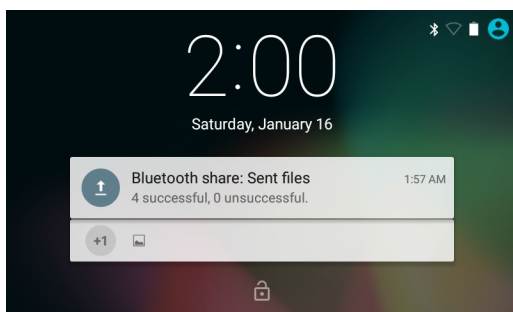 2:00
Saturday, January 16
Bluetooth share: Sent files
1:57 AM
4 successful, 0 unsuccessful.
+1